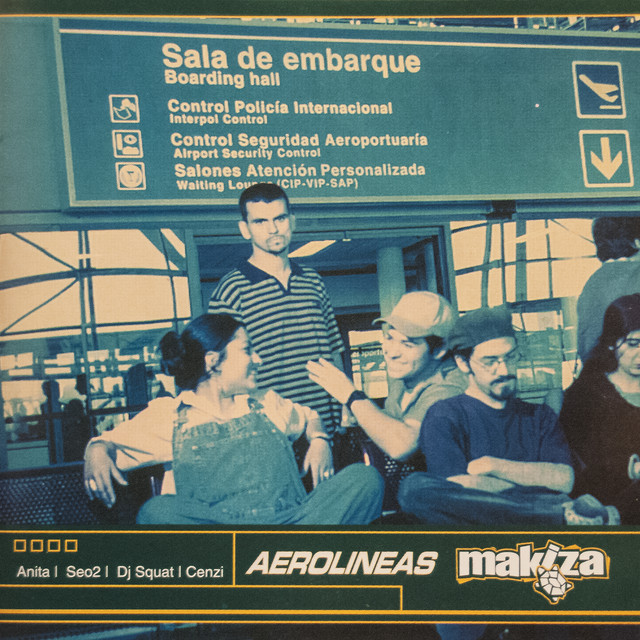 Sala de embarque
Boarding hall
Control Policía Internacional
Interpol Control
Control Seguridad Aeroportuaría
Airport Security Control
Salones Atención Personalizada
Waiting Lounge (CIP-VIP-SAP)
Anita | Seo2 | Dj Squat | Cenzi
AEROLINEAS
makiza